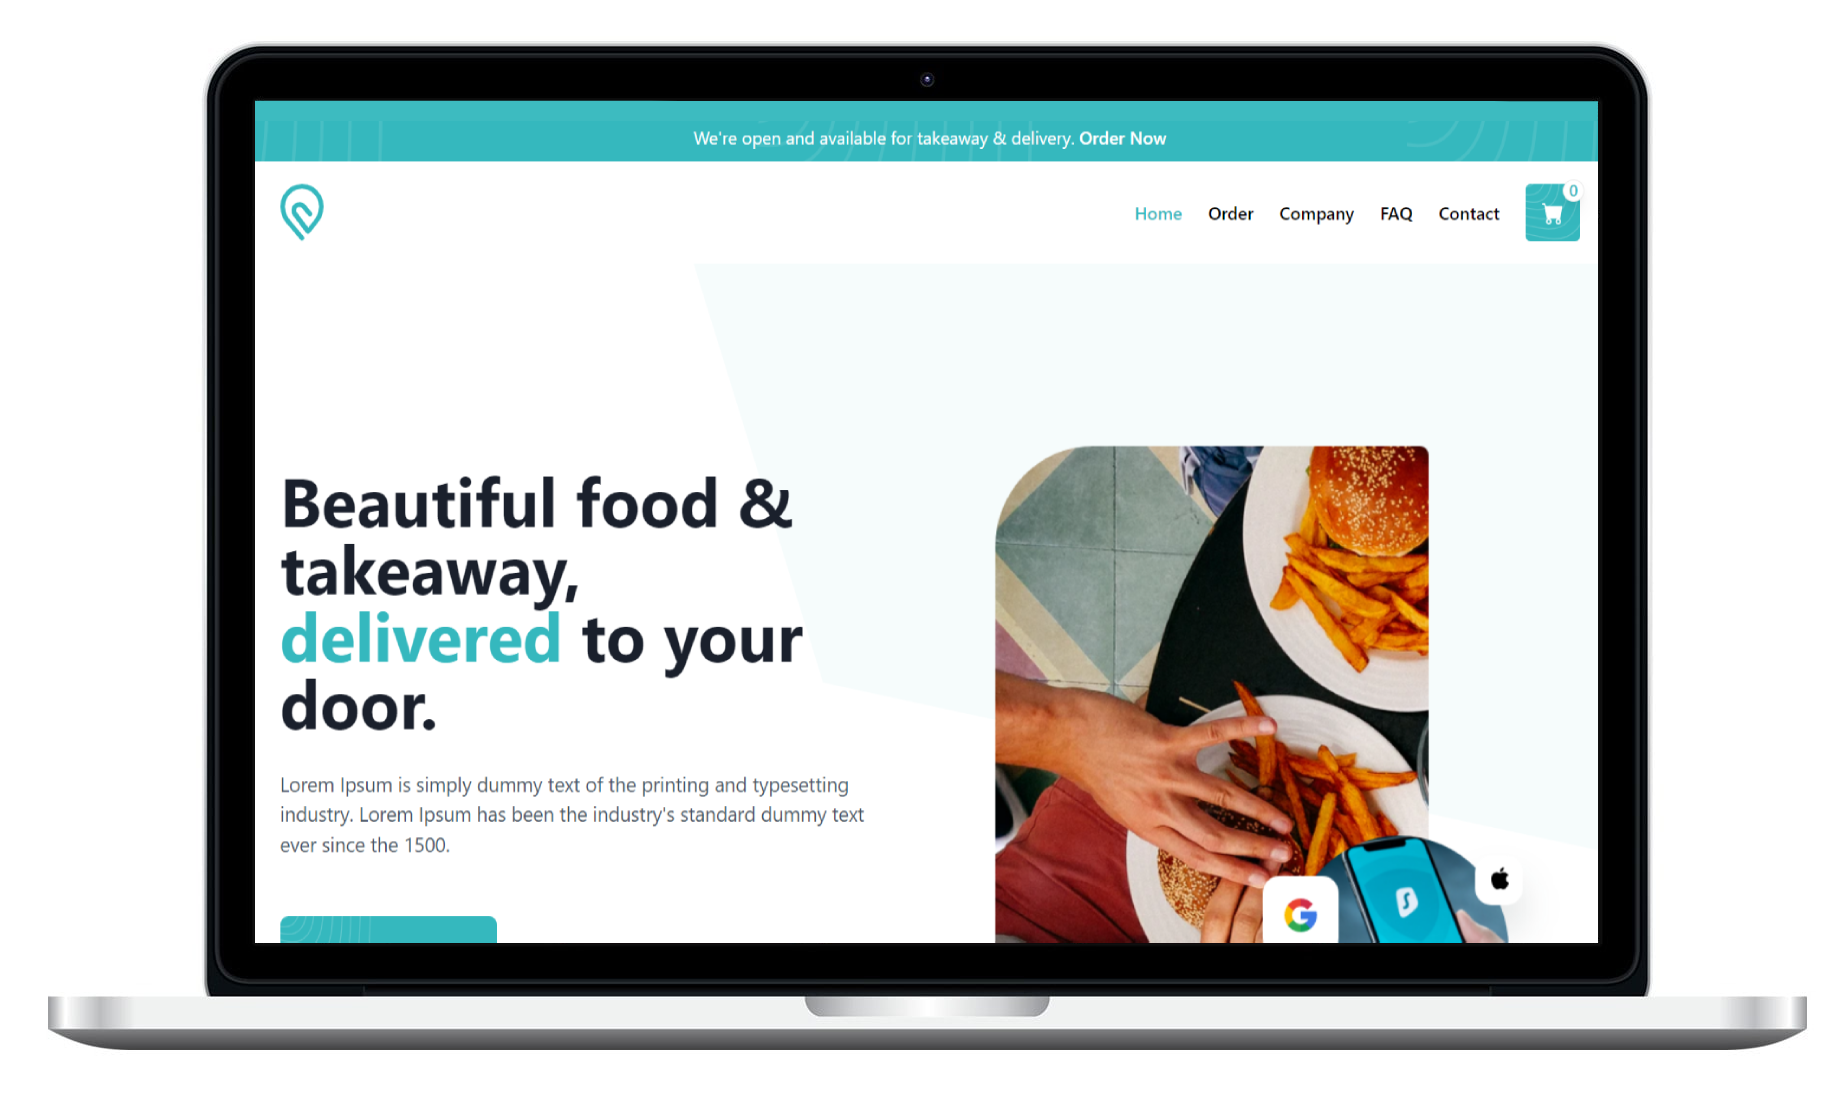 We're open and available for takeaway & delivery. Order Now
Home Order Company FAQ Contact
0
Beautiful food &
takeaway,
delivered to your
door.
Lorem Ipsum is simply dummy text of the printing and typesetting
industry. Lorem Ipsum has been the industry's standard dummy text
ever since the 1500.